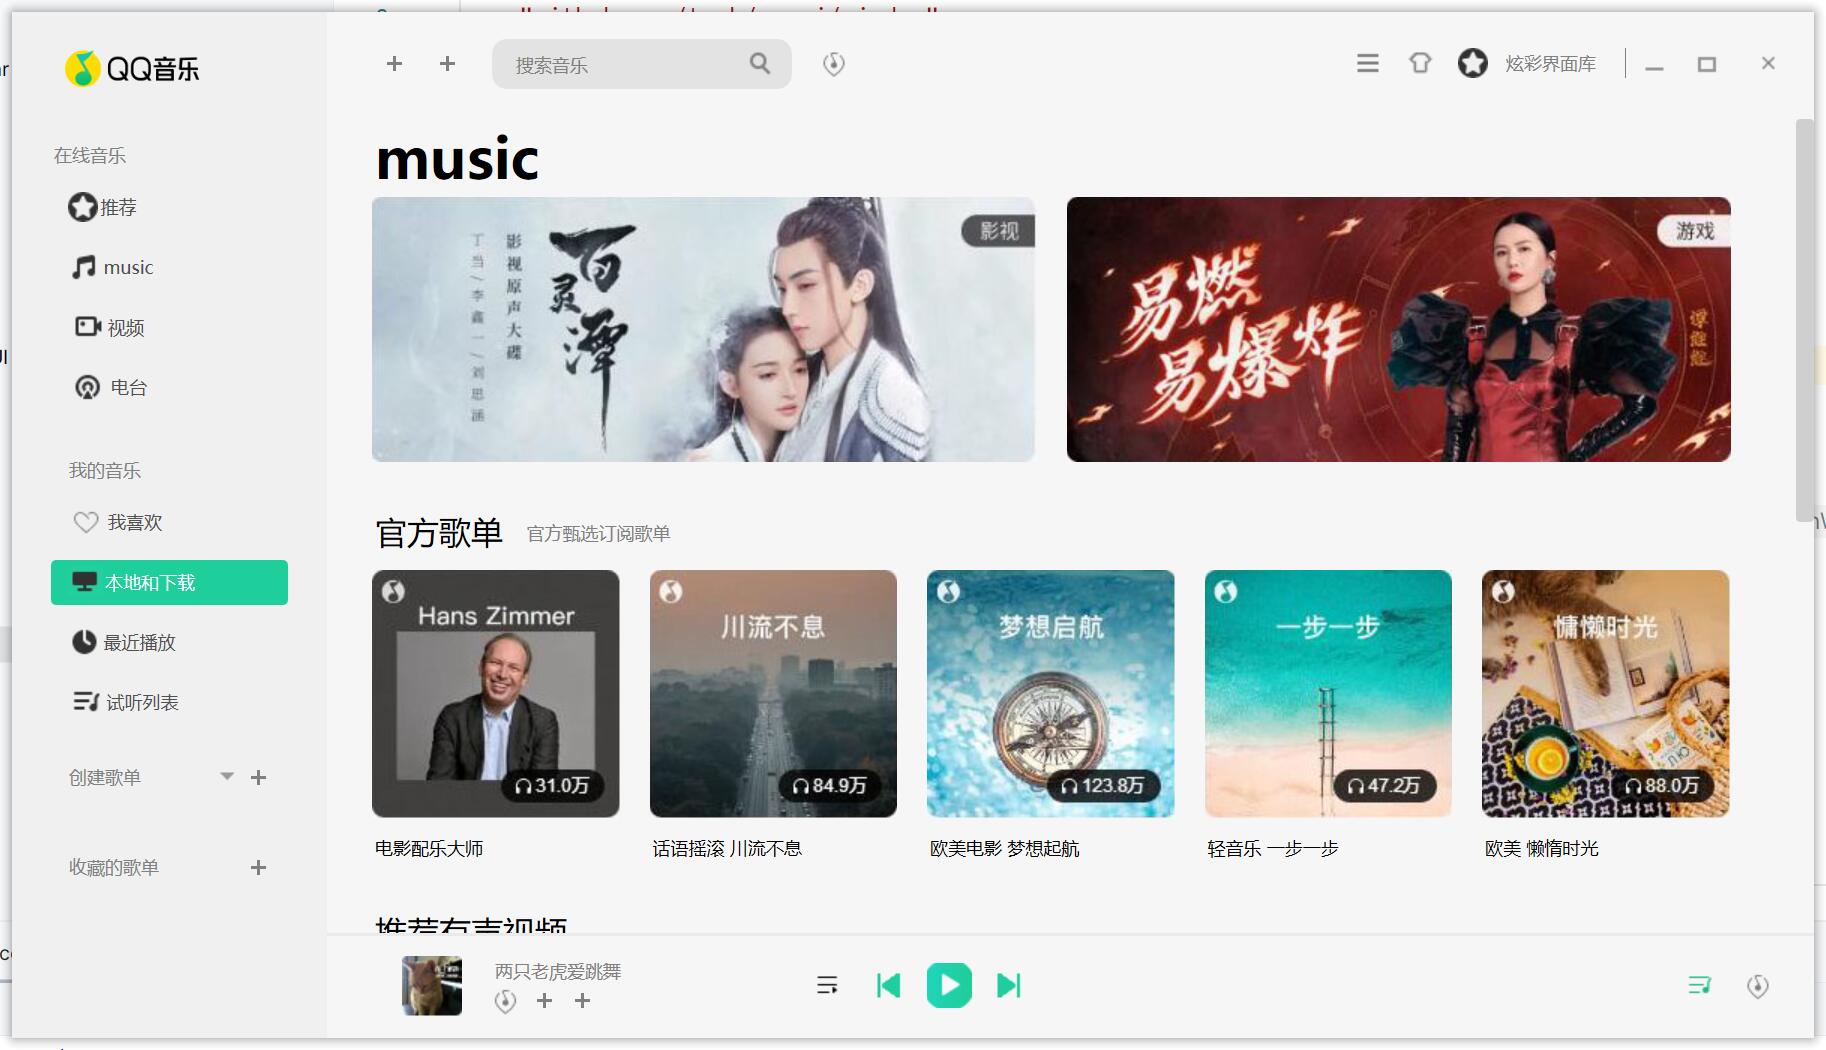 QQ音乐
搜索音乐
炫彩界面库
在线音乐
推荐
music
视频
电台
我的音乐
我喜欢
本地和下载
最近播放
试听列表
创建歌单
收藏的歌单
music
丁当/李鑫一/刘思涵
影视原声大碟
百灵潭
影视
易燃
易爆炸
游戏
谭维维
官方歌单 官方甄选订阅歌单
Hans Zimmer
31.0万
川流不息
84.9万
梦想启航
123.8万
一步一步
47.2万
慵懒时光
88.0万
电影配乐大师
话语摇滚 川流不息
欧美电影 梦想起航
轻音乐 一步一步
欧美 懒惰时光
推荐有声视频
两只老虎爱跳舞